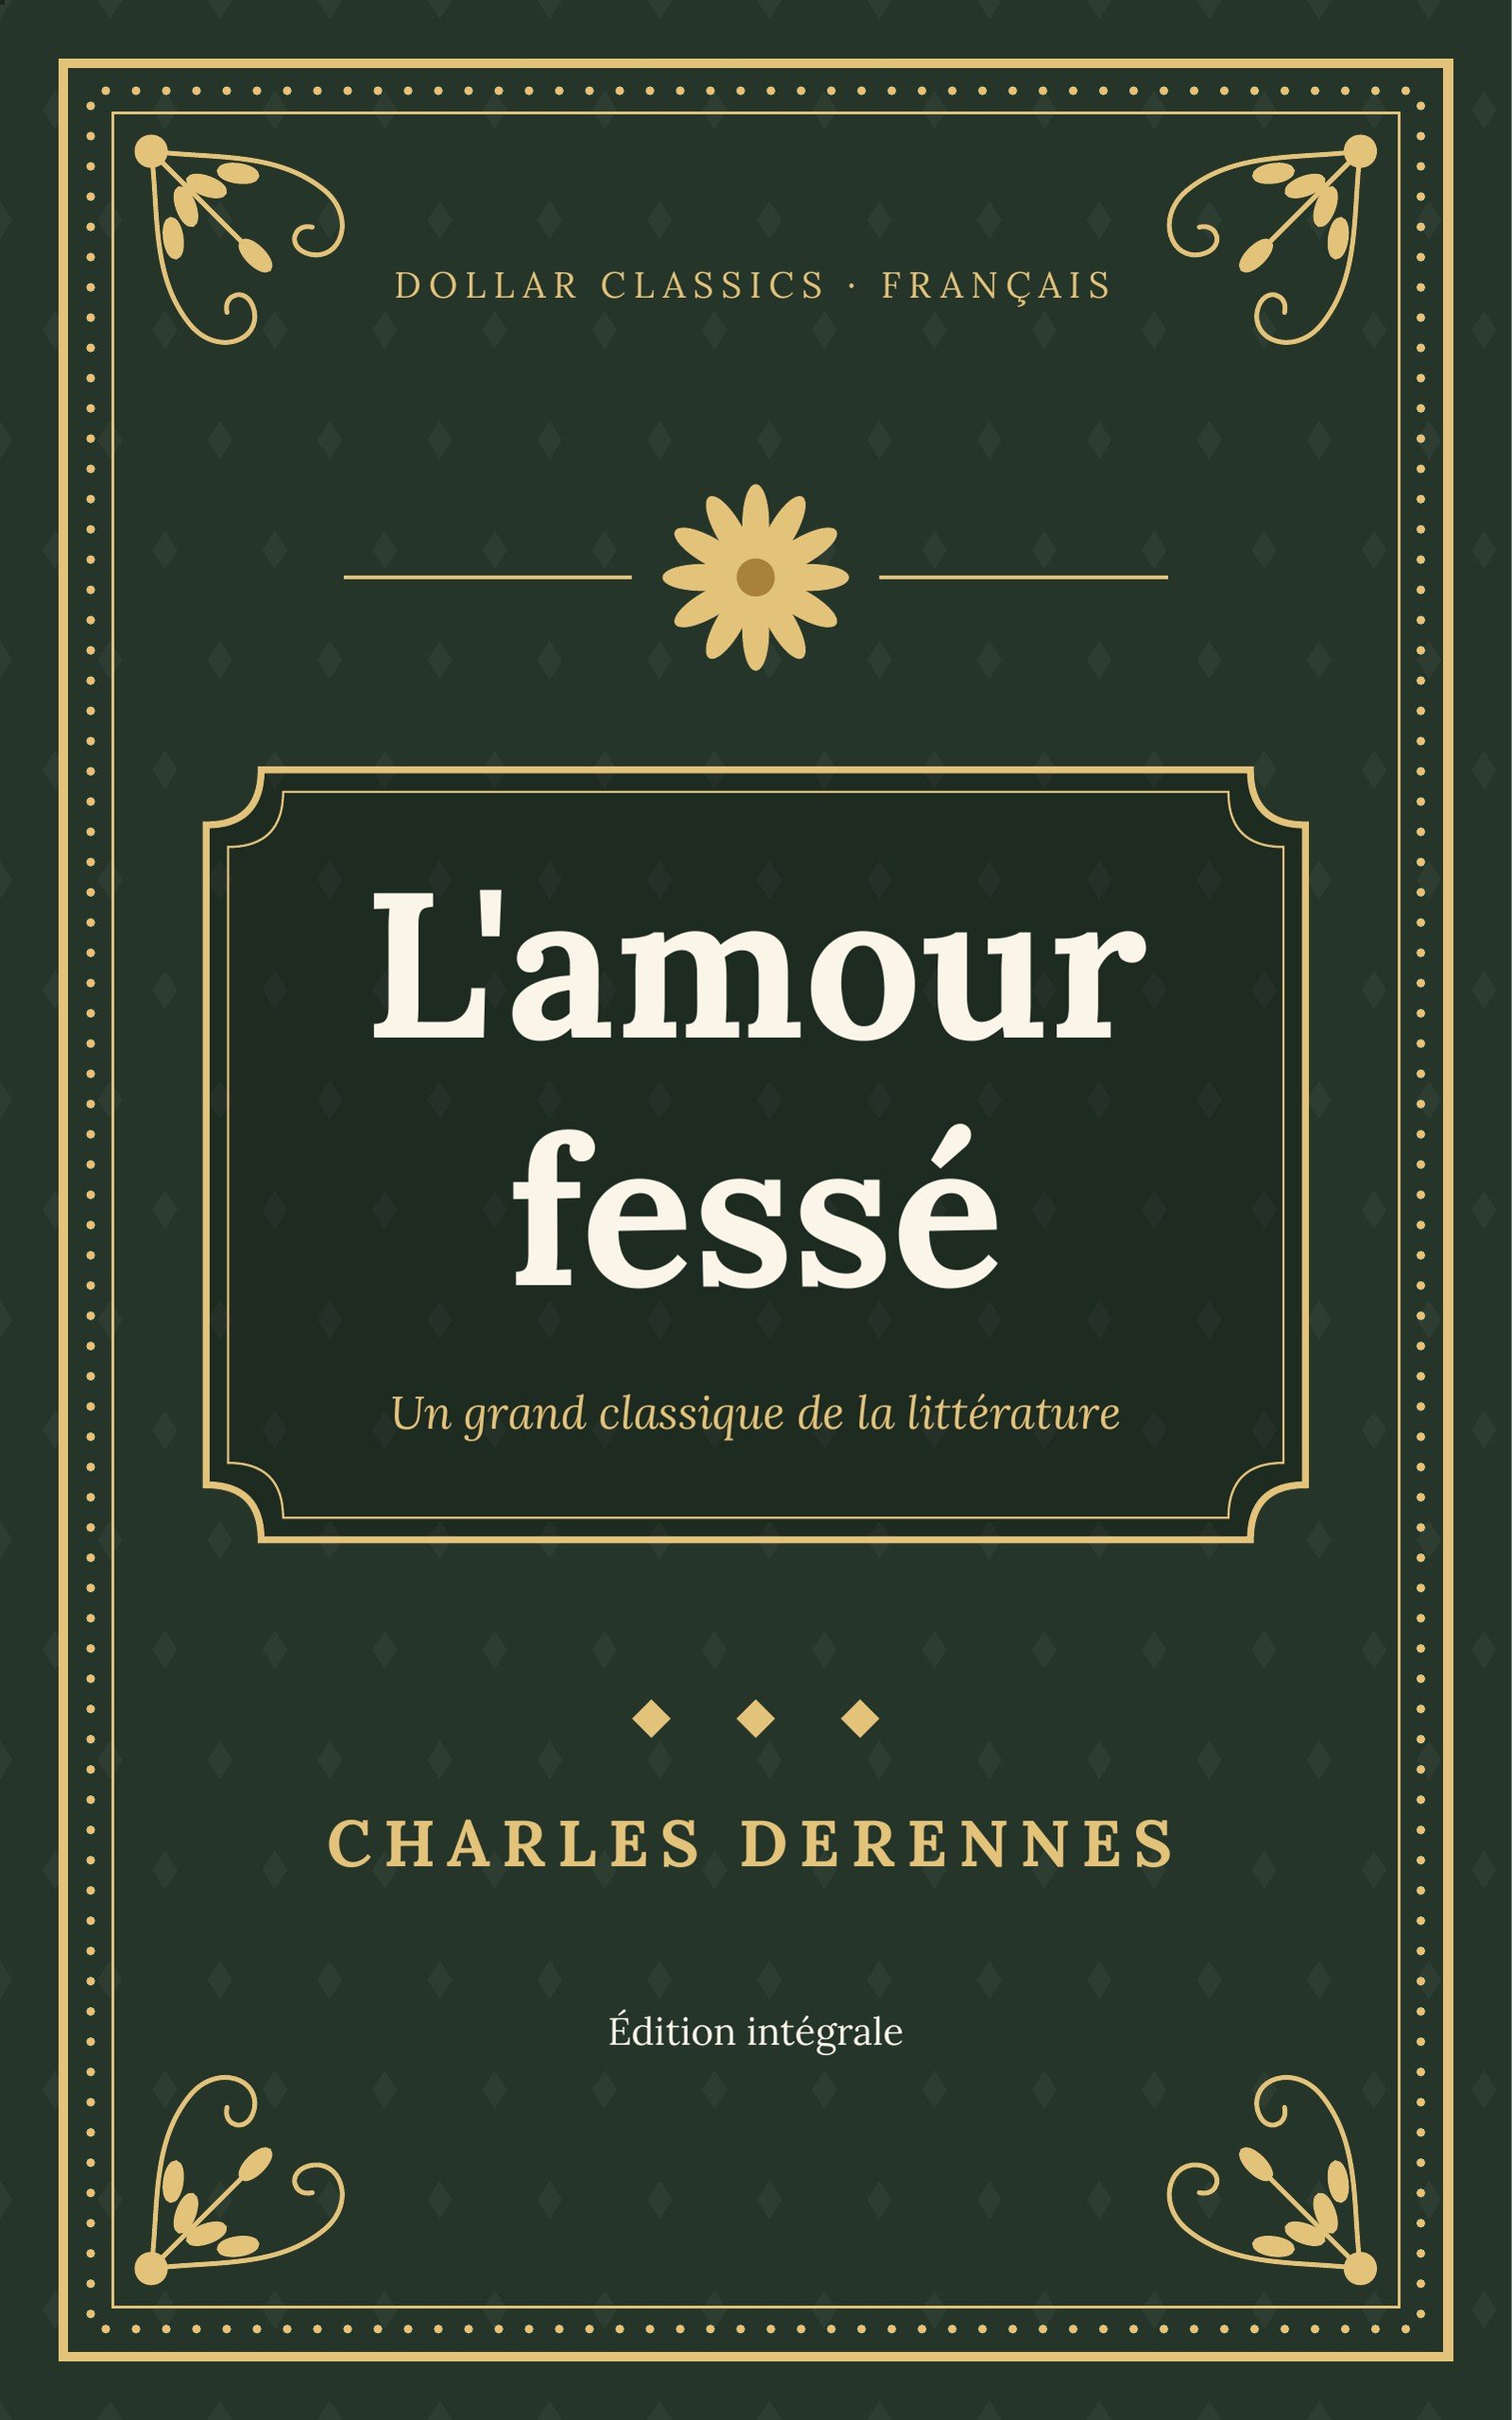 DOLLAR CLASSICS · FRANÇAIS
L'amour
fessé
Un grand classique de la littérature
CHARLES DERENNES
Édition intégrale